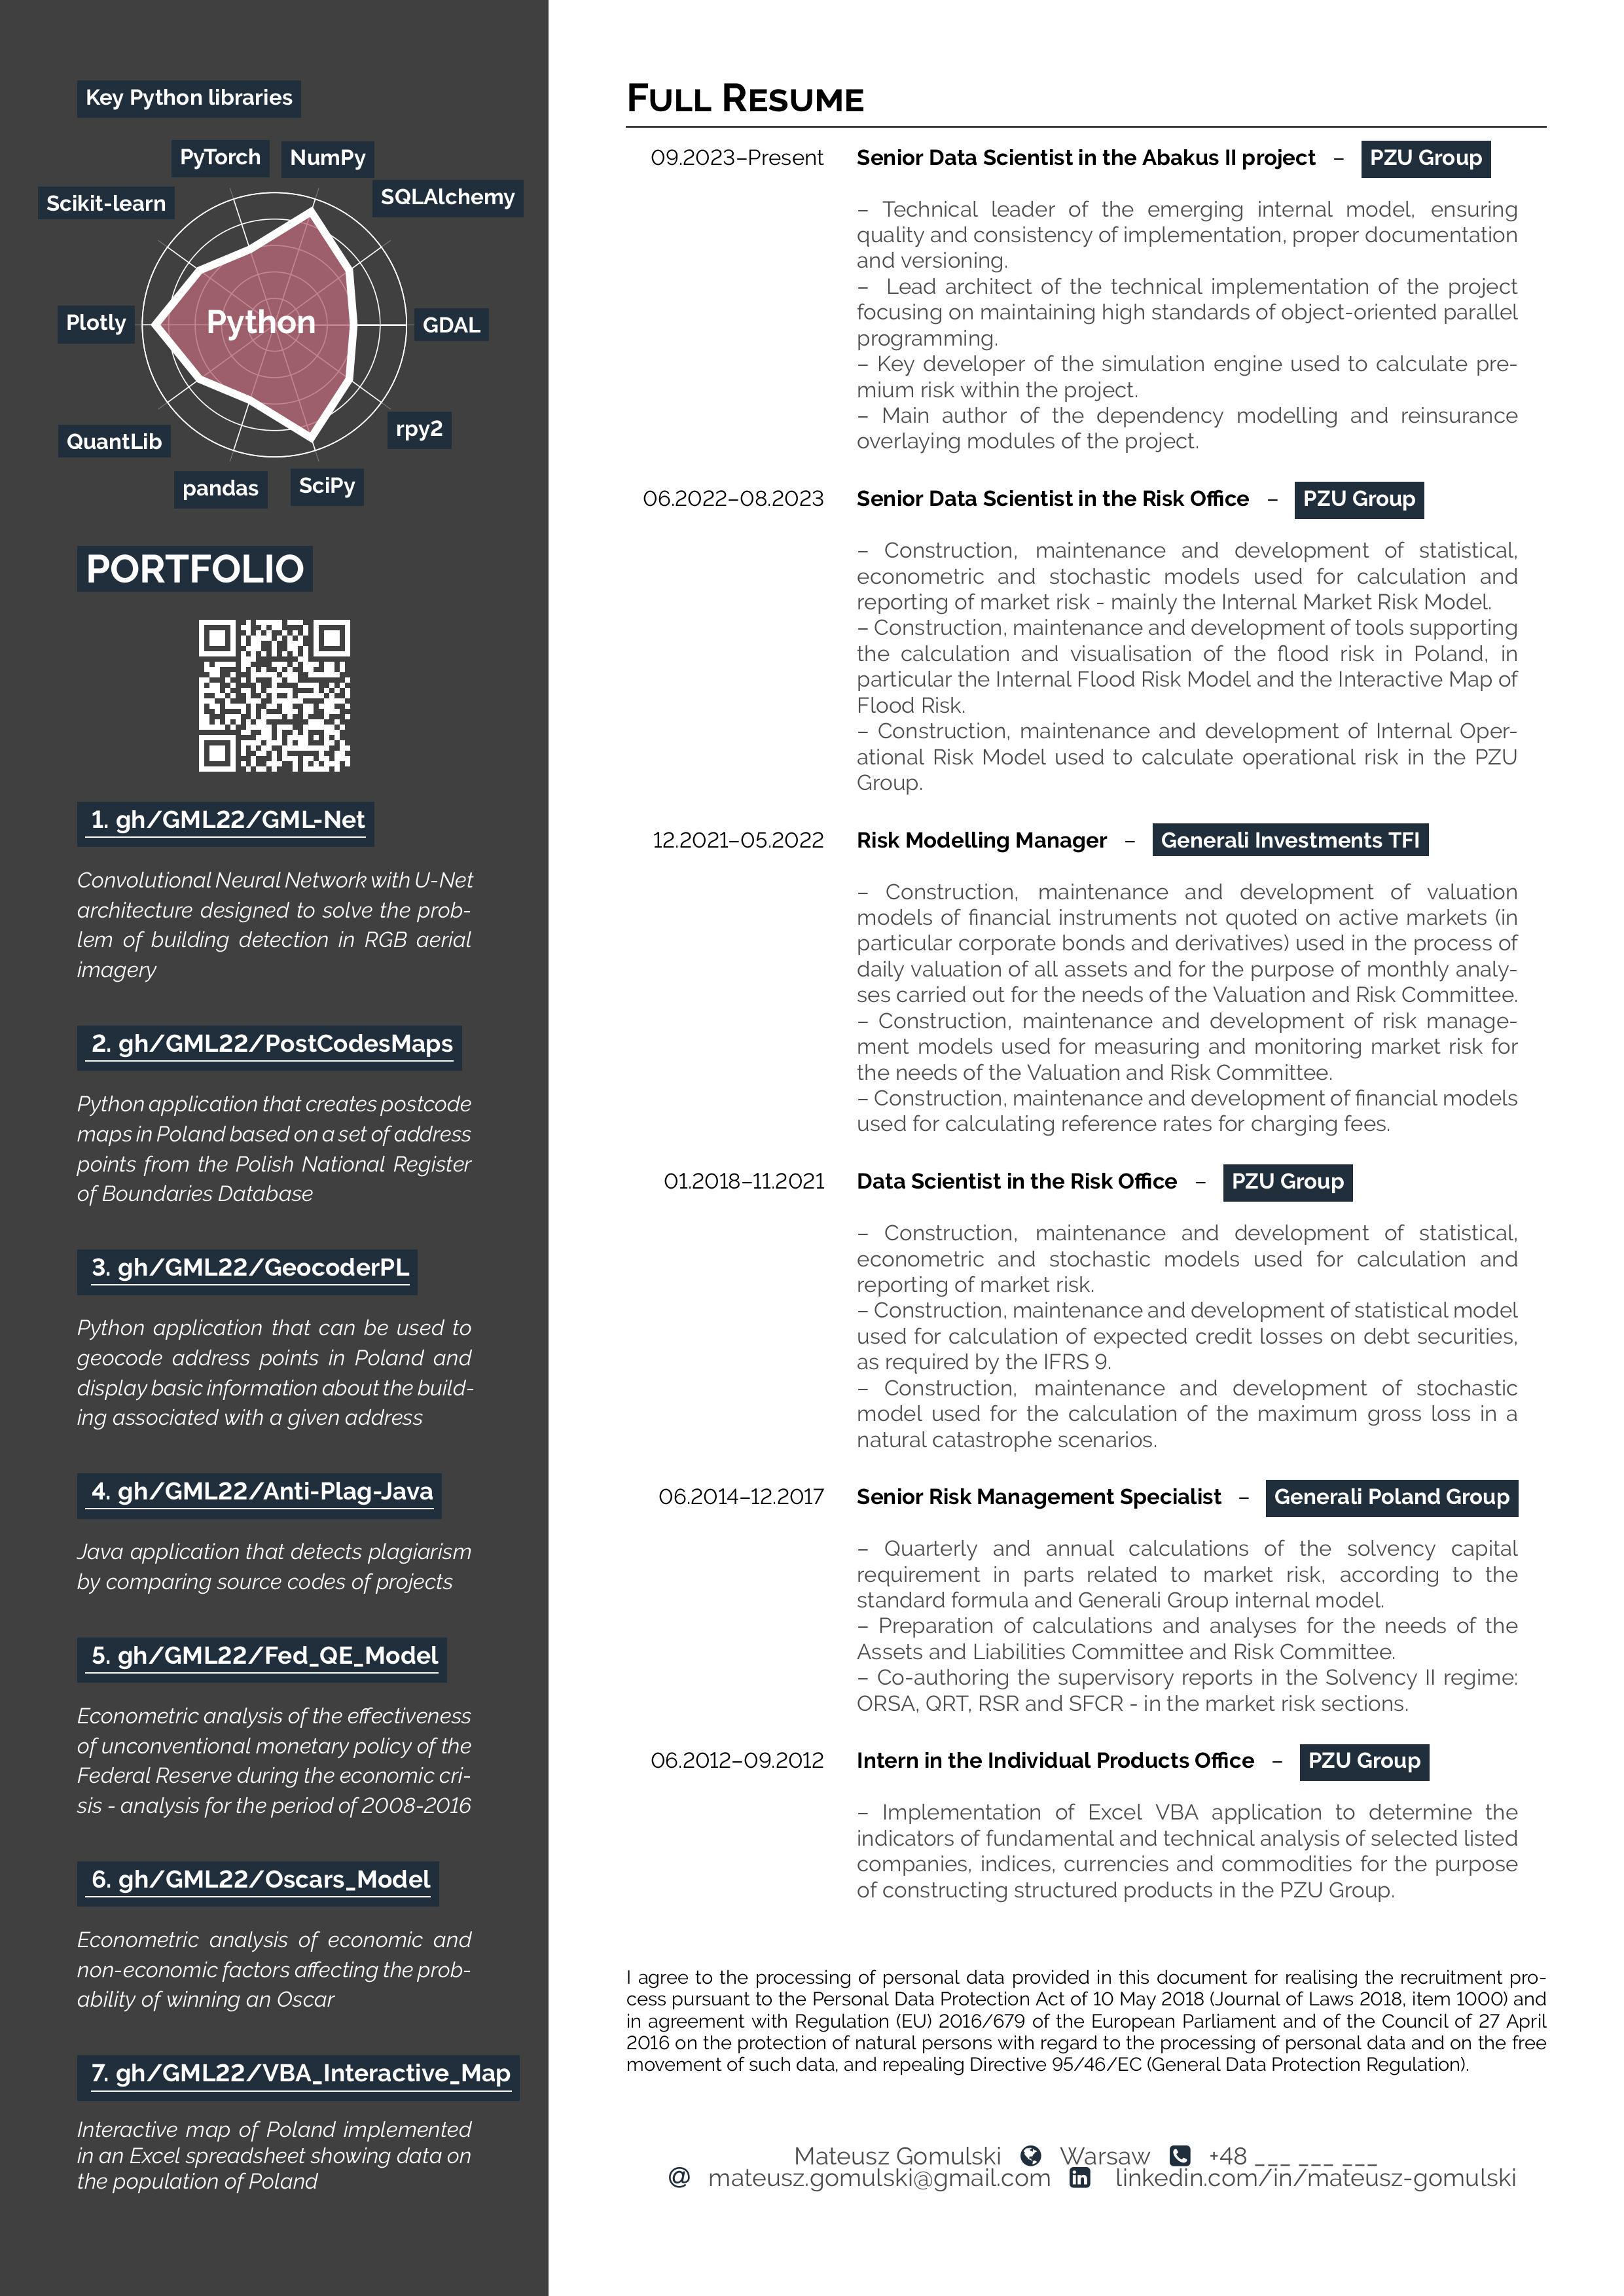 Key Python libraries
PyTorch
NumPy
Scikit-learn
SQLAlchemy
Plotly
Python
GDAL
QuantLib
rpy2
pandas
SciPy
PORTFOLIO
1. gh/GML22/GML-Net
Convolutional Neural Network with U-Net
architecture designed to solve the prob-
lem of building detection in RGB aerial
imagery
2. gh/GML22/PostCodesMaps
Python application that creates postcode
maps in Poland based on a set of address
points from the Polish National Register
of Boundaries Database
3. gh/GML22/GeocoderPL
Python application that can be used to
geocode address points in Poland and
display basic information about the build-
ing associated with a given address
4. gh/GML22/Anti-Plag-Java
Java application that detects plagiarism
by comparing source codes of projects
5. gh/GML22/Fed_QE_Model
Econometric analysis of the effectiveness
of unconventional monetary policy of the
Federal Reserve during the economic cri-
sis - analysis for the period of 2008-2016
6. gh/GML22/Oscars_Model
Econometric analysis of economic and
non-economic factors affecting the prob-
ability of winning an Oscar
7. gh/GML22/VBA_Interactive_Map
Interactive map of Poland implemented
in an Excel spreadsheet showing data on
the population of Poland
FULL RESUME
09.2023–Present Senior Data Scientist in the Abakus II project – PZU Group
– Technical leader of the emerging internal model, ensuring
quality and consistency of implementation, proper documentation
and versioning.
– Lead architect of the technical implementation of the project
focusing on maintaining high standards of object-oriented parallel
programming.
– Key developer of the simulation engine used to calculate pre-
mium risk within the project.
– Main author of the dependency modelling and reinsurance
overlaying modules of the project.
06.2022–08.2023 Senior Data Scientist in the Risk Office – PZU Group
– Construction, maintenance and development of statistical,
econometric and stochastic models used for calculation and
reporting of market risk - mainly the Internal Market Risk Model.
– Construction, maintenance and development of tools supporting
the calculation and visualisation of the flood risk in Poland, in
particular the Internal Flood Risk Model and the Interactive Map of
Flood Risk.
– Construction, maintenance and development of Internal Oper-
ational Risk Model used to calculate operational risk in the PZU
Group.
12.2021–05.2022 Risk Modelling Manager – Generali Investments TFI
– Construction, maintenance and development of valuation
models of financial instruments not quoted on active markets (in
particular corporate bonds and derivatives) used in the process of
daily valuation of all assets and for the purpose of monthly analy-
ses carried out for the needs of the Valuation and Risk Committee.
– Construction, maintenance and development of risk manage-
ment models used for measuring and monitoring market risk for
the needs of the Valuation and Risk Committee.
– Construction, maintenance and development of financial models
used for calculating reference rates for charging fees.
01.2018–11.2021 Data Scientist in the Risk Office – PZU Group
– Construction, maintenance and development of statistical,
econometric and stochastic models used for calculation and
reporting of market risk.
– Construction, maintenance and development of statistical model
used for calculation of expected credit losses on debt securities,
as required by the IFRS 9.
– Construction, maintenance and development of stochastic
model used for the calculation of the maximum gross loss in a
natural catastrophe scenarios.
06.2014–12.2017 Senior Risk Management Specialist – Generali Poland Group
– Quarterly and annual calculations of the solvency capital
requirement in parts related to market risk, according to the
standard formula and Generali Group internal model.
– Preparation of calculations and analyses for the needs of the
Assets and Liabilities Committee and Risk Committee.
– Co-authoring the supervisory reports in the Solvency II regime:
ORSA, QRT, RSR and SFCR - in the market risk sections.
06.2012–09.2012 Intern in the Individual Products Office – PZU Group
– Implementation of Excel VBA application to determine the
indicators of fundamental and technical analysis of selected listed
companies, indices, currencies and commodities for the purpose
of constructing structured products in the PZU Group.
I agree to the processing of personal data provided in this document for realising the recruitment pro-
cess pursuant to the Personal Data Protection Act of 10 May 2018 (Journal of Laws 2018, item 1000) and
in agreement with Regulation (EU) 2016/679 of the European Parliament and of the Council of 27 April
2016 on the protection of natural persons with regard to the processing of personal data and on the free
movement of such data, and repealing Directive 95/46/EC (General Data Protection Regulation).
Mateusz Gomulski Warsaw +48 ___ ___ ___
@ mateusz.gomulski@gmail.com in linkedin.com/in/mateusz-gomulski